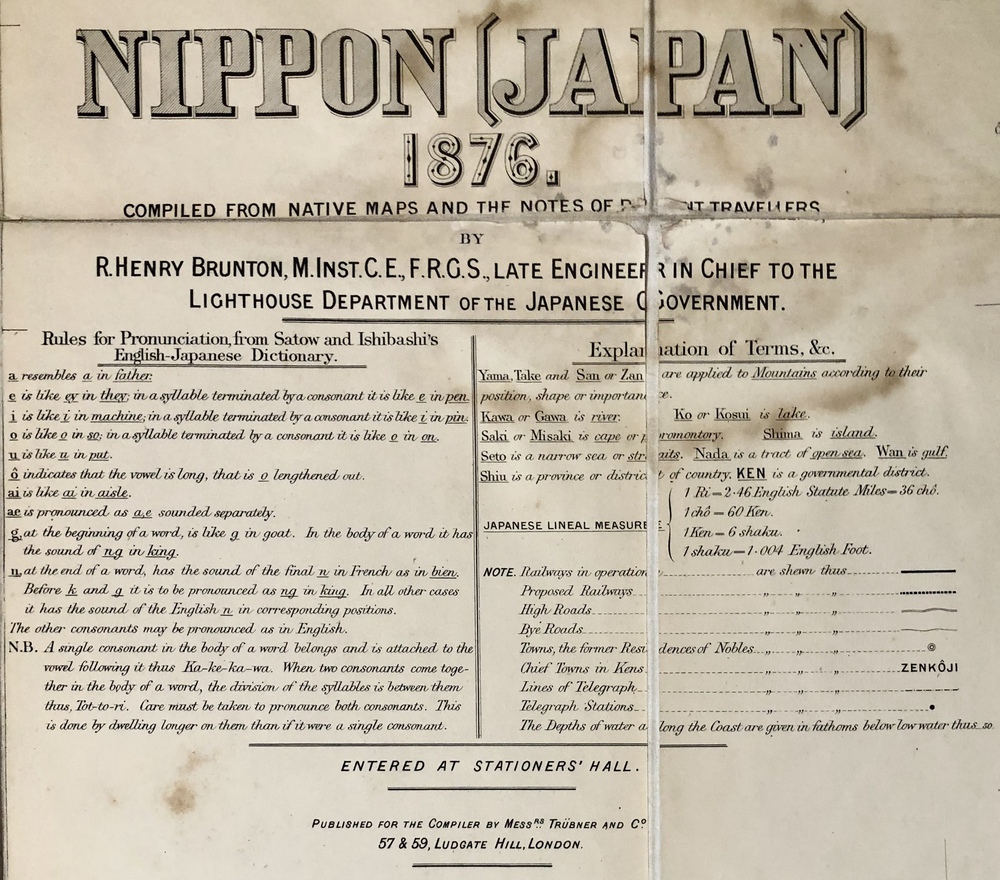 NIPPON (JAPAN)
1876.
COMPILED FROM NATIVE MAPS AND THE NOTES OF TRAVELLERS,
BY
R. HENRY BRUNTON, M. INST. C. E., F. R. G. S., LATE ENGINEER IN CHIEF TO THE
LIGHTHOUSE DEPARTMENT OF THE JAPANESE GOVERNMENT.
Rules for Pronunciation, from Satow and Ishibashi's
English-Japanese Dictionary.
a resembles a in father.
e is like ey in they; in a syllable terminated by a consonant it is like e in pen.
i is like i in machine; in a syllable terminated by a consonant it is like i in pin.
o is like o in so; in a syllable terminated by a consonant it is like o in on.
u is like u in put.
ô indicates that the vowel is long, that is o lengthened out.
ai is like ai in aisle.
ae is pronounced as a,e sounded separately.
g, at the beginning of a word, is like g in goat. In the body of a word it has
the sound of ng in king.
n, at the end of a word, has the sound of the final n in French as in bien.
Before k and g it is to be pronounced as ng in king. In all other cases
it has the sound of the English n in corresponding positions.
The other consonants may be pronounced as in English.
N.B. A single consonant in the body of a word belongs and is attached to the
vowel following it thus Ka-ke-ka-wa. When two consonants come toge-
ther in the body of a word, the division of the syllables is between them
thus, Tot-to-ri. Care must be taken to pronounce both consonants. This
is done by dwelling longer on them than if it were a single consonant.
Explanation of Terms, &c.
Yama, Take and San or Zan are applied to Mountains according to their
position, shape or importance.
Kawa or Gawa is river. Ko or Kosui is lake.
Saki or Misaki is cape or promontory. Shima is island.
Seto is a narrow sea or straits. Nada is a tract of open sea. Wan is gulf.
Shiu is a province or district of country. KEN is a governmental district.
JAPANESE LINEAL MEASURE
1 Ri = 2·46 English Statute Miles = 36 chô.
1 chô = 60 Ken.
1 Ken = 6 shaku.
1 shaku = 1·004 English Foot.
NOTE. Railways in operation are shewn thus
Proposed Railways " " "
High Roads " " "
Bye Roads " " "
Towns, the former Residences of Nobles " " "
Chief Towns in Kens " " " ZENKÔJI
Lines of Telegraph " " "
Telegraph Stations " " "
The Depths of water along the Coast are given in fathoms below low water thus 50
ENTERED AT STATIONERS' HALL.
PUBLISHED FOR THE COMPILER BY MESSRS TRÜBNER AND CO
57 & 59, LUDGATE HILL, LONDON.